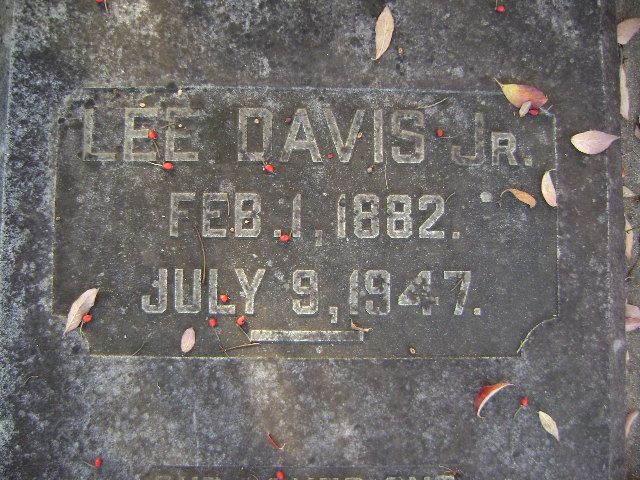 LEE DAVIS JR.
FEB. 1, 1882.
JULY 9, 1947.